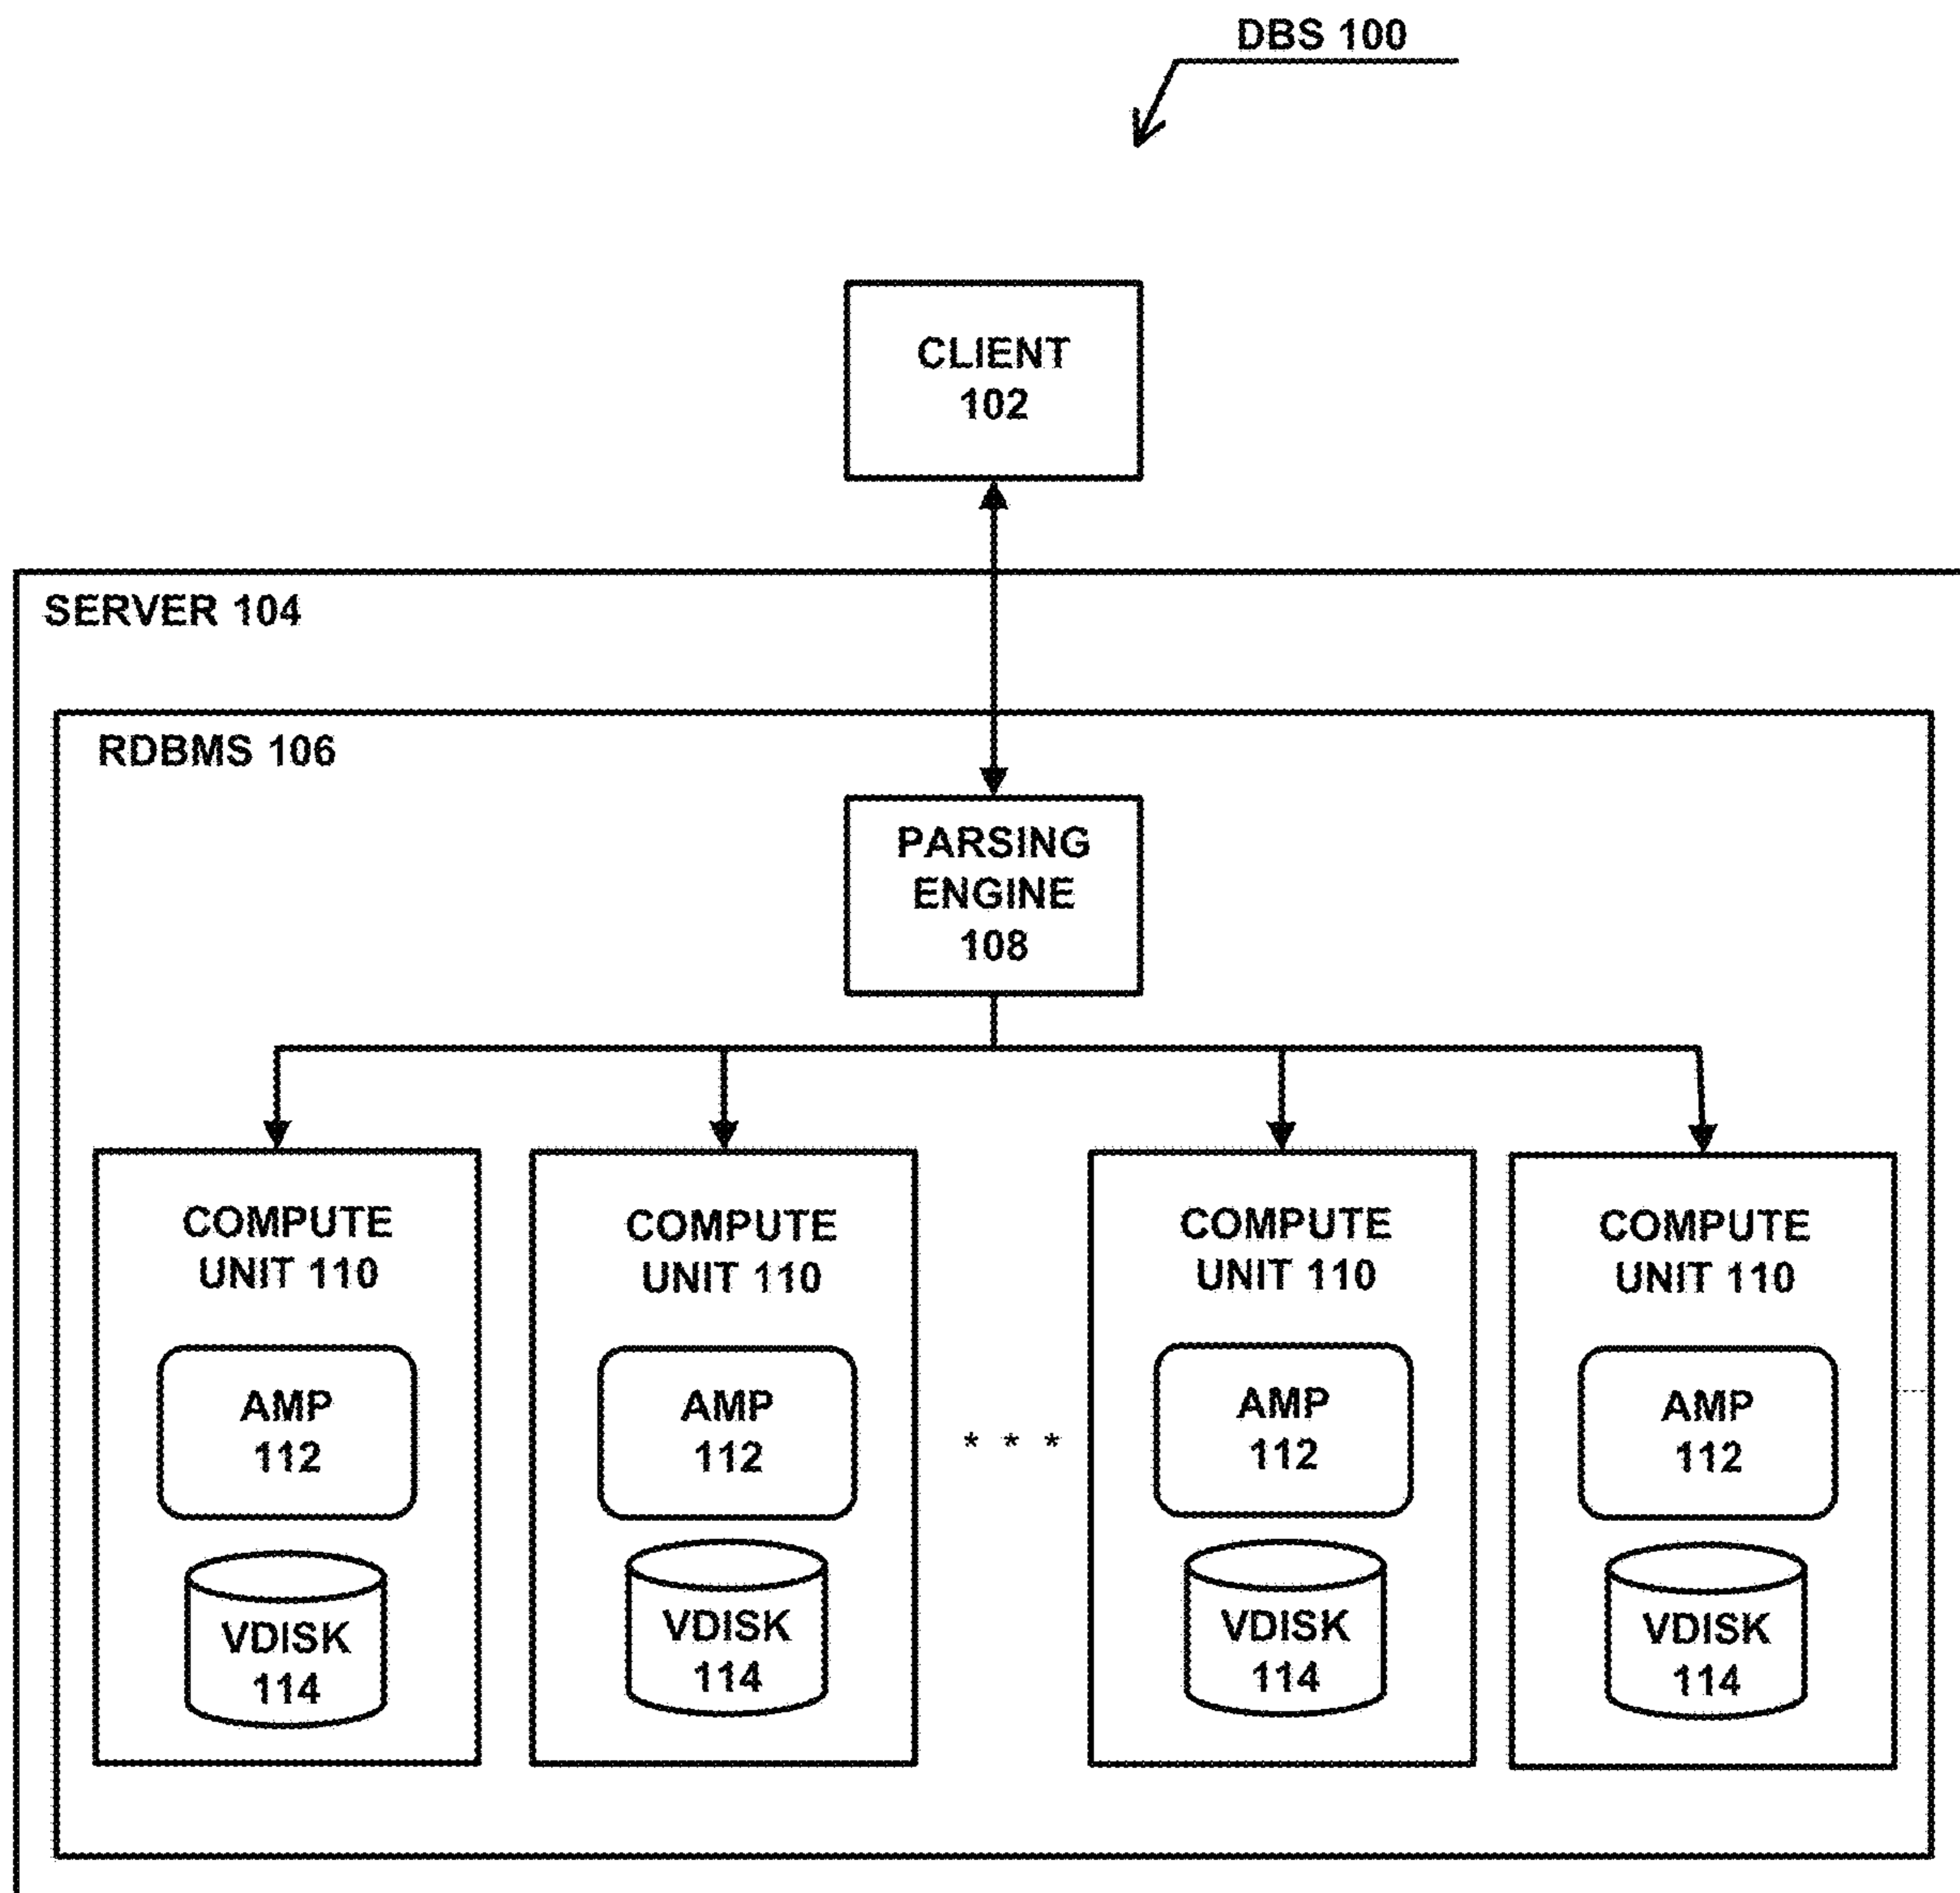 DBS 100
CLIENT
102
SERVER 104
RDBMS 106
PARSING
ENGINE
108
COMPUTE
UNIT 110
AMP
112
VDISK
114
COMPUTE
UNIT 110
AMP
112
VDISK
114
* * *
COMPUTE
UNIT 110
AMP
112
VDISK
114
COMPUTE
UNIT 110
AMP
112
VDISK
114